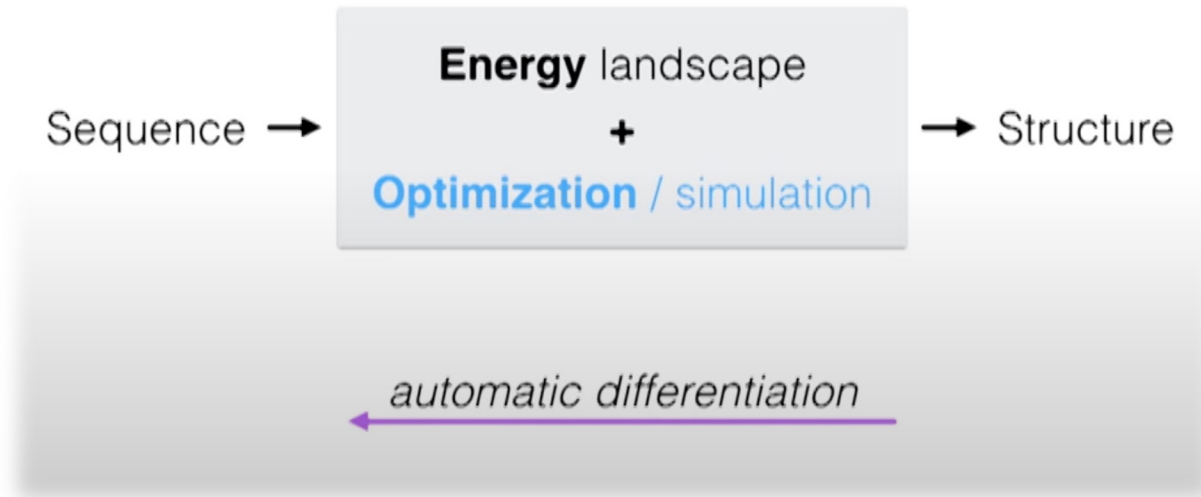 Energy landscape
Sequence → + → Structure
Optimization / simulation
automatic differentiation